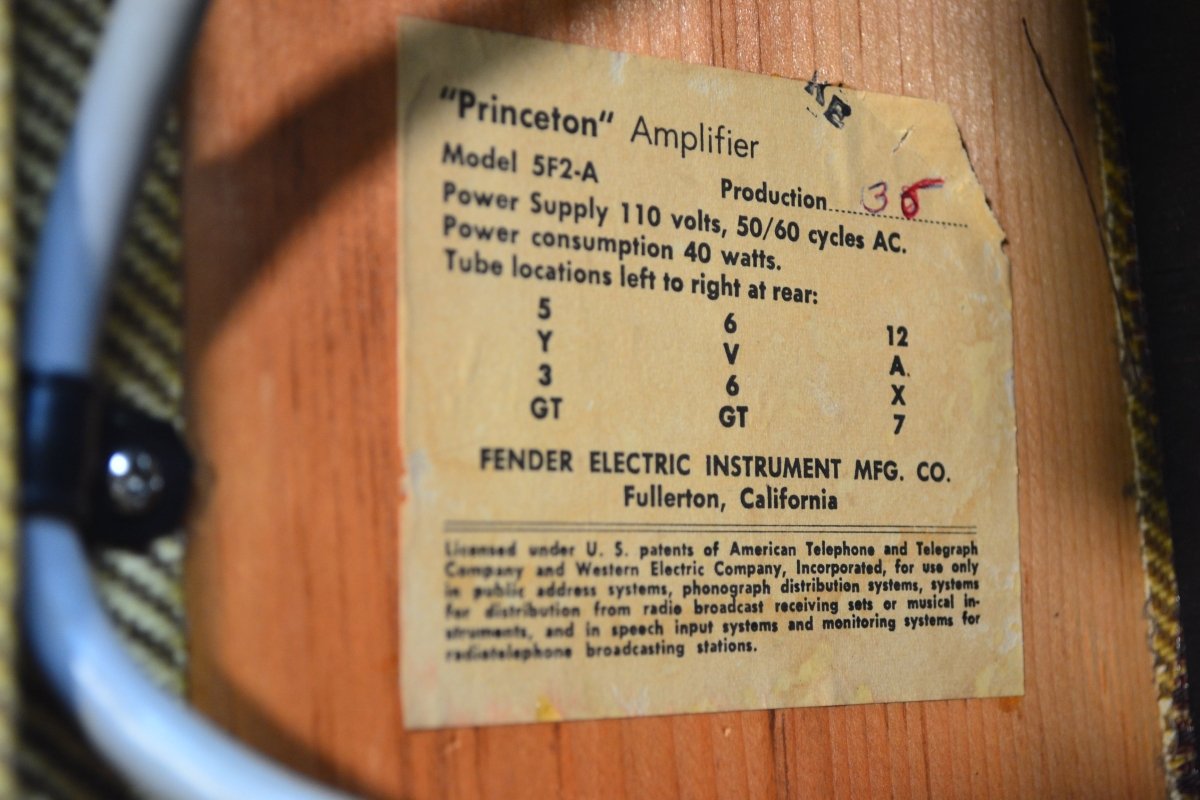 KE
"Princeton" Amplifier
Model 5F2-A
Production
Power Supply 110 volts, 50/60 cycles AC.
Power consumption 40 watts.
Tube locations left to right at rear:
5 6 12
Y V A
3 6 X
GT GT 7
FENDER ELECTRIC INSTRUMENT MFG. CO.
Fullerton, California
Licensed under U. S. patents of American Telephone and Telegraph
Company and Western Electric Company, Incorporated, for use only
in public address systems, phonograph distribution systems, systems
for distribution from radio broadcast receiving sets or musical in-
struments, and in speech input systems and monitoring systems for
radiotelephone broadcasting stations.